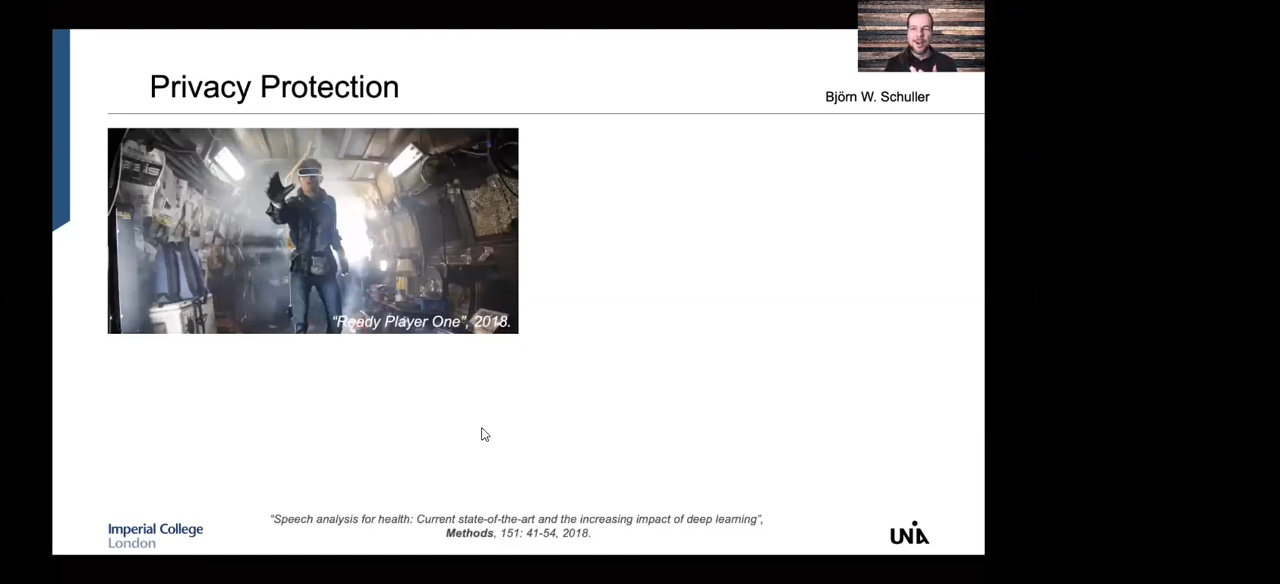 Privacy Protection
Björn W. Schuller
"Ready Player One", 2018.
"Speech analysis for health: Current state-of-the-art and the increasing impact of deep learning",
Methods, 151: 41-54, 2018.
Imperial College
London
UNIA